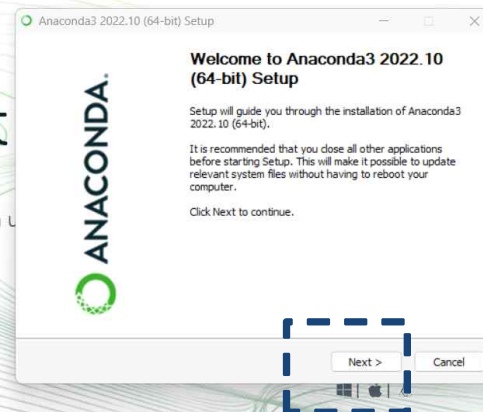 Anaconda3 2022.10 (64-bit) Setup
Welcome to Anaconda3 2022.10
(64-bit) Setup
Setup will guide you through the installation of Anaconda3
2022.10 (64-bit).
It is recommended that you close all other applications
before starting Setup. This will make it possible to update
relevant system files without having to reboot your
computer.
Click Next to continue.
ANACONDA.
Next >
Cancel